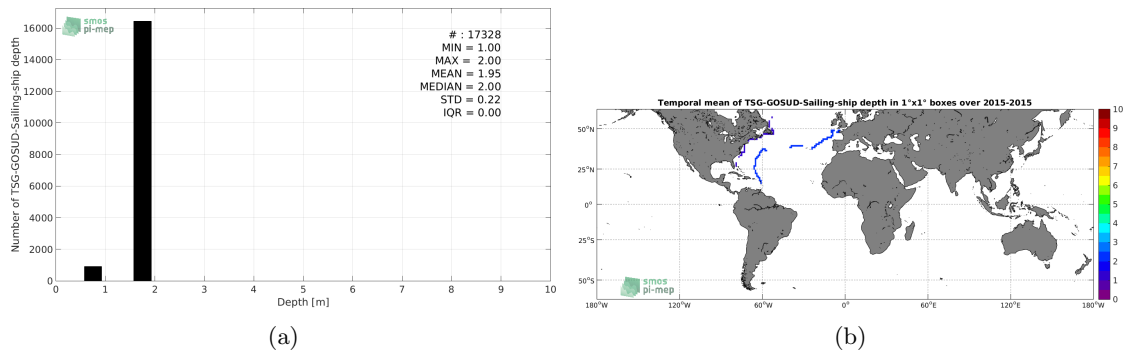 smos
pi-mep
# : 17328
MIN = 1.00
MAX = 2.00
MEAN = 1.95
MEDIAN = 2.00
STD = 0.22
IQR = 0.00
Number of TSG-GOSUD-Sailing-ship depth
16000
14000
12000
10000
8000
6000
4000
2000
0
0 1 2 3 4 5 6 7 8 9 10
Depth [m]
(a)
Temporal mean of TSG-GOSUD-Sailing-ship depth in 1°x1° boxes over 2015-2015
50°N
25°N
0°
25°S
50°S
180°W 120°W 60°W 0° 60°E 120°E 180°W
smos
pi-mep
10
9
8
7
6
5
4
3
2
1
0
(b)